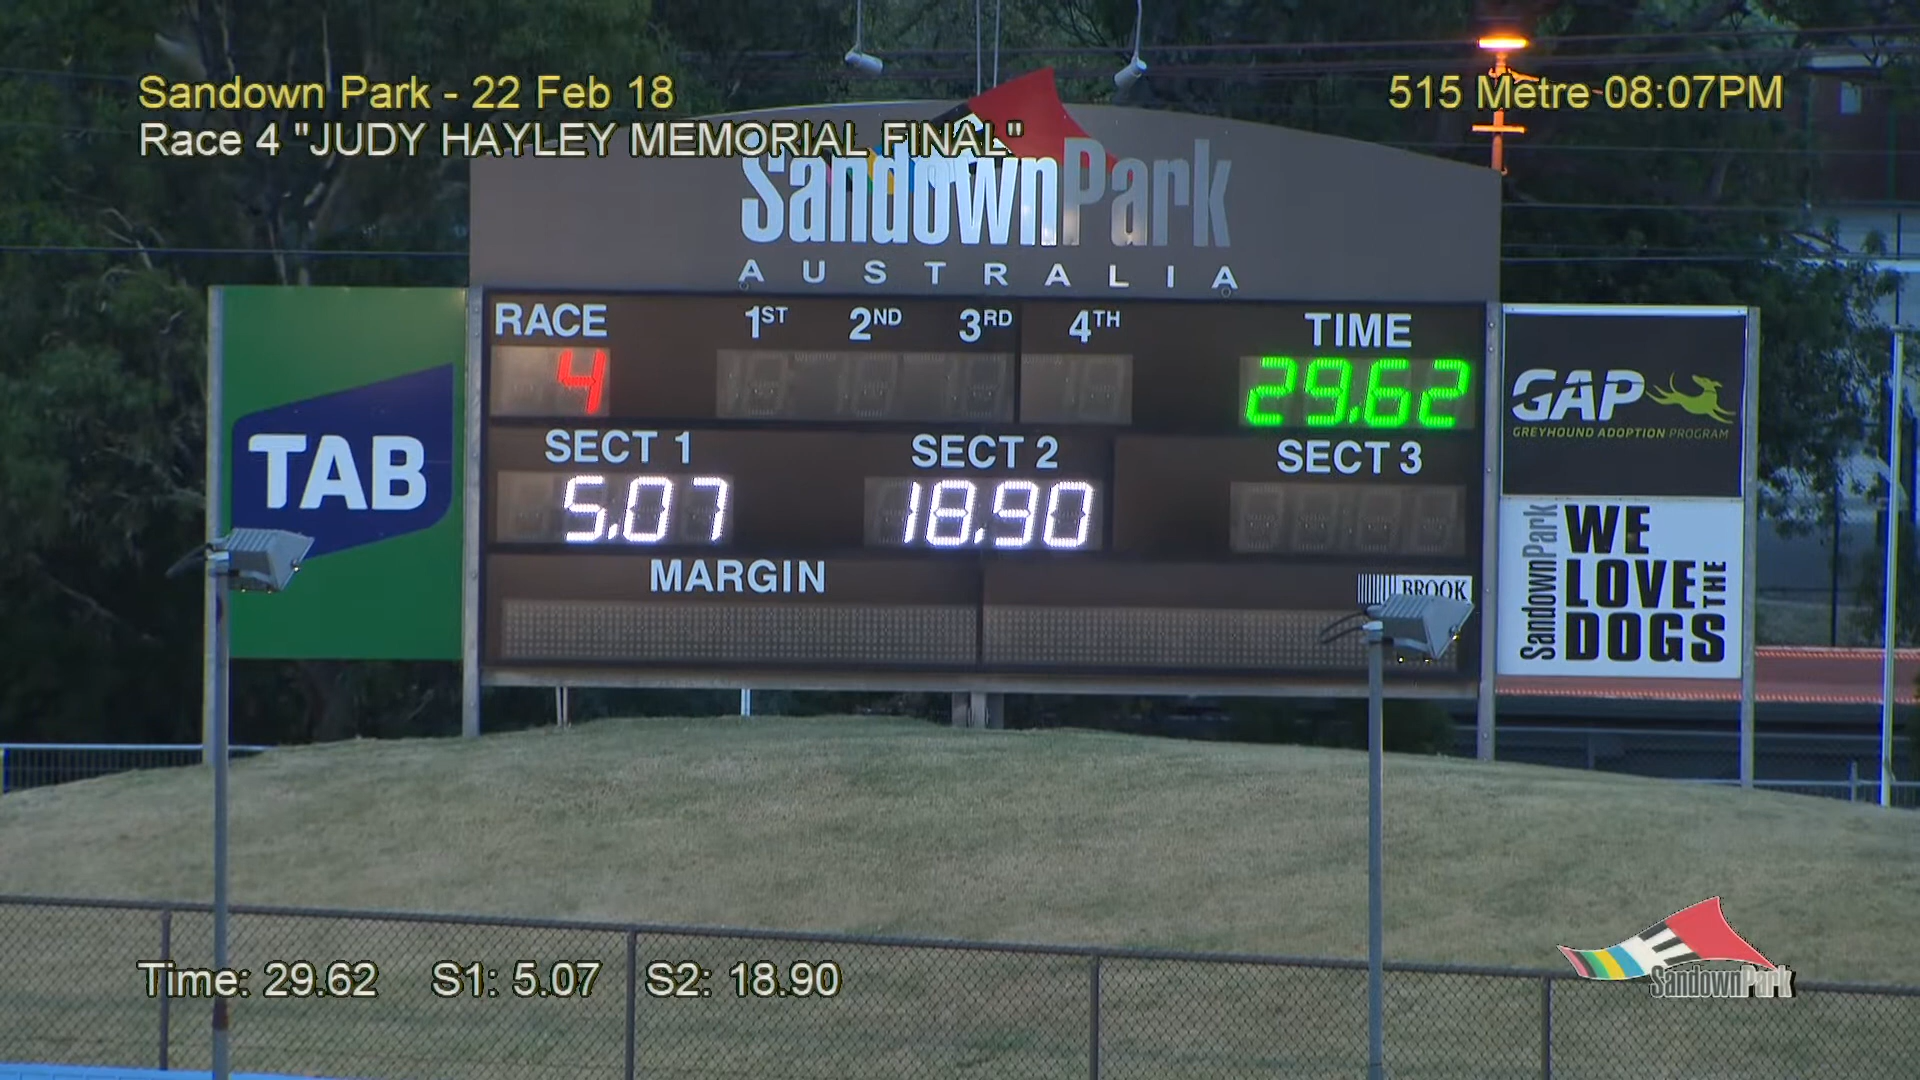 Sandown Park - 22 Feb 18
515 Metre 08:07PM
Race 4 "JUDY HAYLEY MEMORIAL FINAL"
SandownPark
AUSTRALIA
RACE 1ST 2ND 3RD 4TH TIME
4 29.62
SECT 1 SECT 2 SECT 3
5.07 18.90
MARGIN
BROOK
TAB
GAP
GREYHOUND ADOPTION PROGRAM
SandownPark
WE
LOVE THE
DOGS
Time: 29.62 S1: 5.07 S2: 18.90
SandownPark